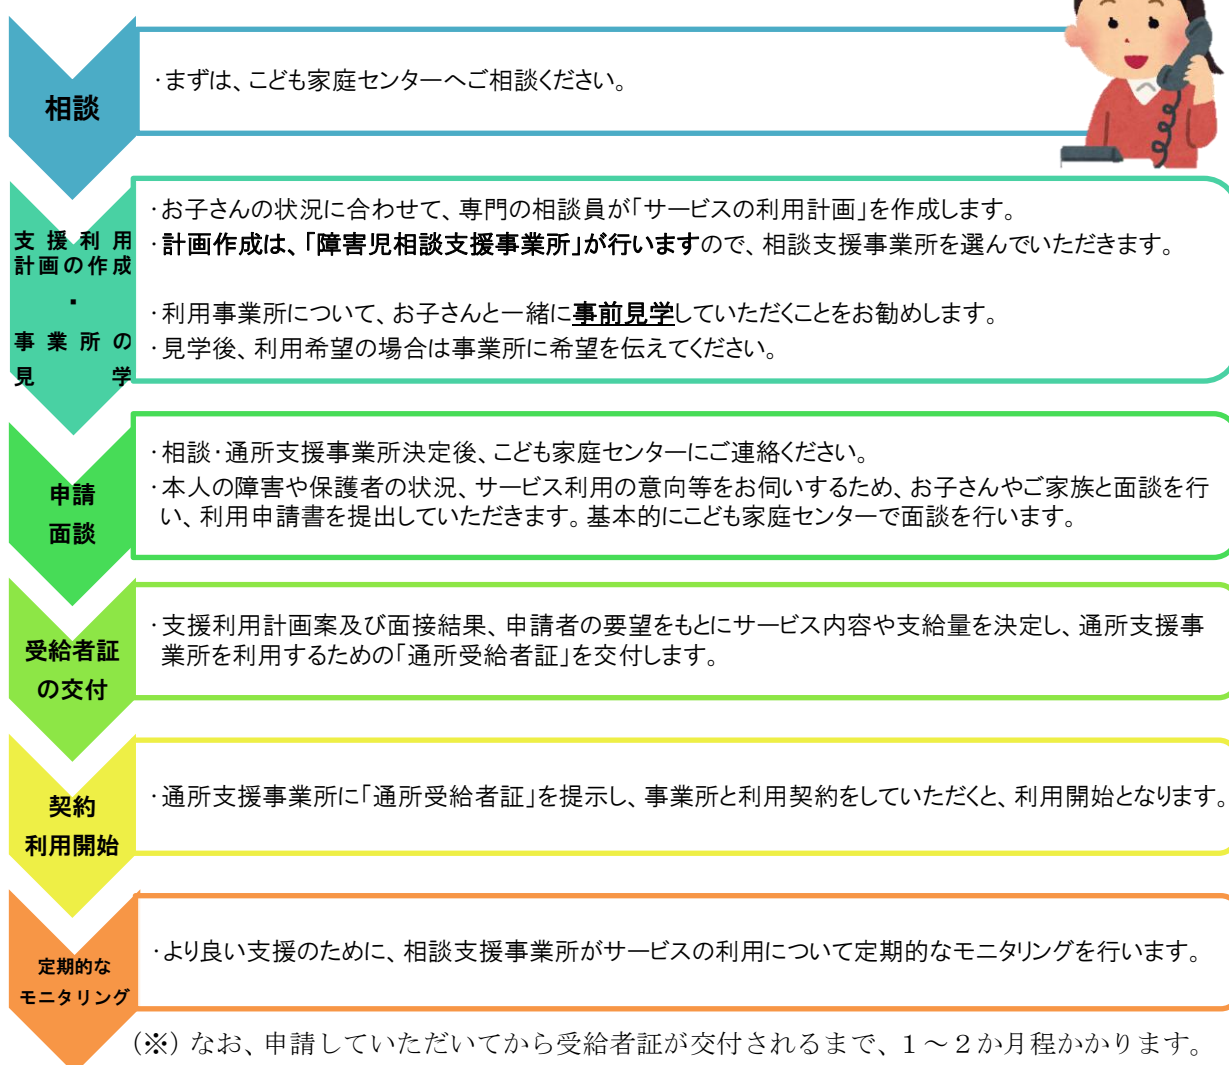 相談
・まずは、こども家庭センターへご相談ください。
支援利用
計画の作成
・
事業所の
見学
・お子さんの状況に合わせて、専門の相談員が「サービスの利用計画」を作成します。
・計画作成は、「障害児相談支援事業所」が行いますので、相談支援事業所を選んでいただきます。
・利用事業所について、お子さんと一緒に事前見学していただくことをお勧めします。
・見学後、利用希望の場合は事業所に希望を伝えてください。
申請
面談
・相談・通所支援事業所決定後、こども家庭センターにご連絡ください。
・本人の障害や保護者の状況、サービス利用の意向等をお伺いするため、お子さんやご家族と面談を行
い、利用申請書を提出していただきます。基本的にこども家庭センターで面談を行います。
受給者証
の交付
・支援利用計画案及び面接結果、申請者の要望をもとにサービス内容や支給量を決定し、通所支援事
業所を利用するための「通所受給者証」を交付します。
契約
利用開始
・通所支援事業所に「通所受給者証」を提示し、事業所と利用契約をしていただくと、利用開始となります。
定期的な
モニタリング
・より良い支援のために、相談支援事業所がサービスの利用について定期的なモニタリングを行います。
（※）なお、申請していただいてから受給者証が交付されるまで、１～２か月程かかります。